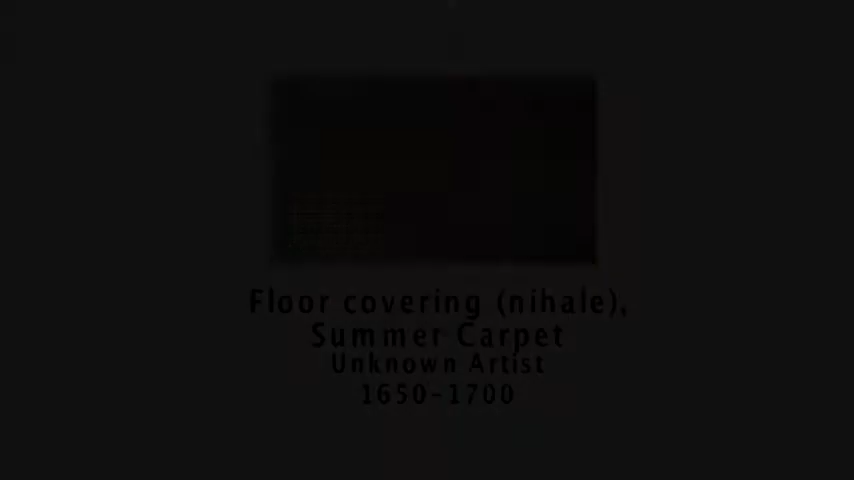 Floor covering (nihale),
Summer Carpet
Unknown Artist
1650-1700